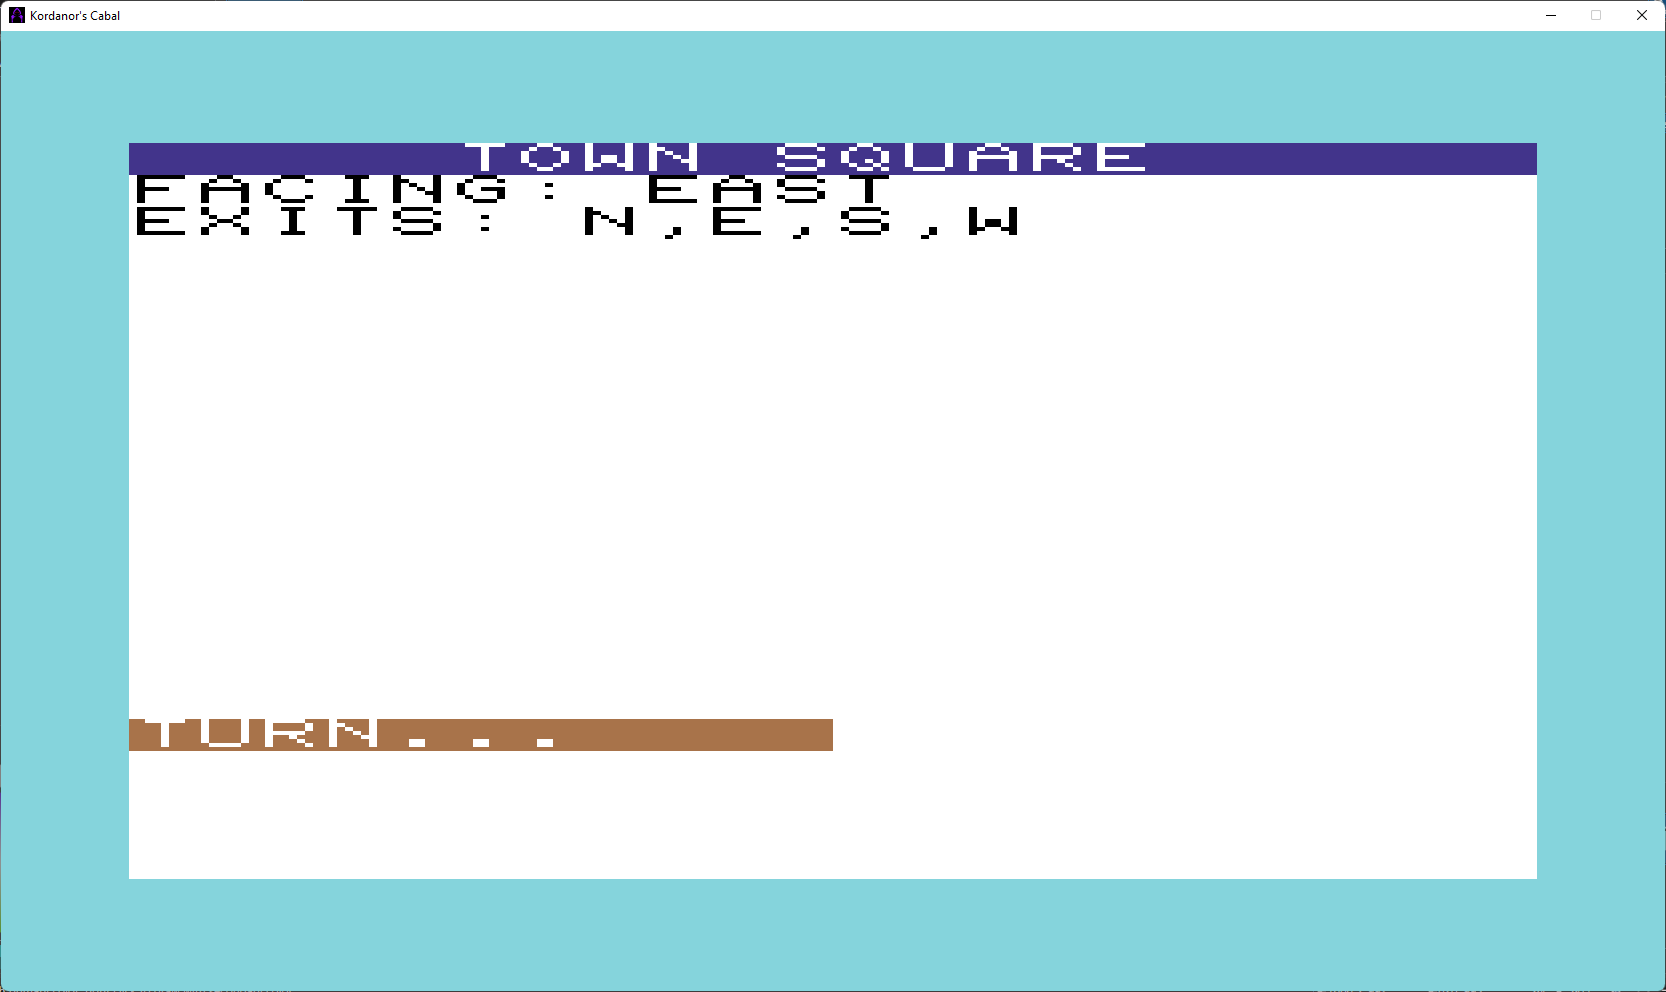 Kordanor's Cabal
TOWN SQUARE
FACING: EAST
EXITS: N,E,S,W
TURN...